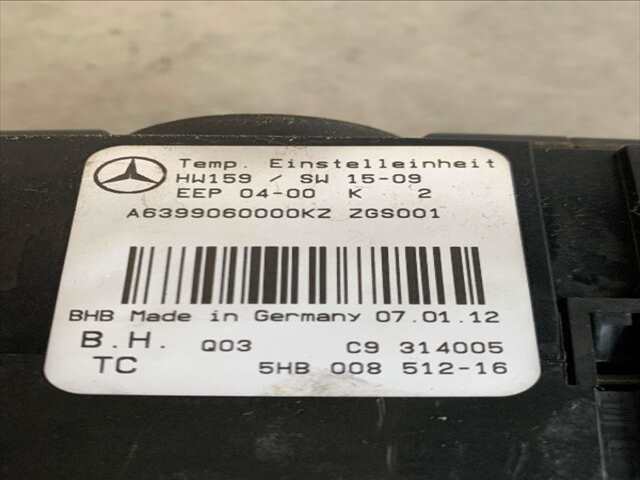 Temp. Einstelleinheit
HW159 / SW 15-09
EEP 04-00 K 2
A6399060000KZ ZGS001
BHB Made in Germany 07.01.12
B.H. Q03 C9 314005
TC 5HB 008 512-16